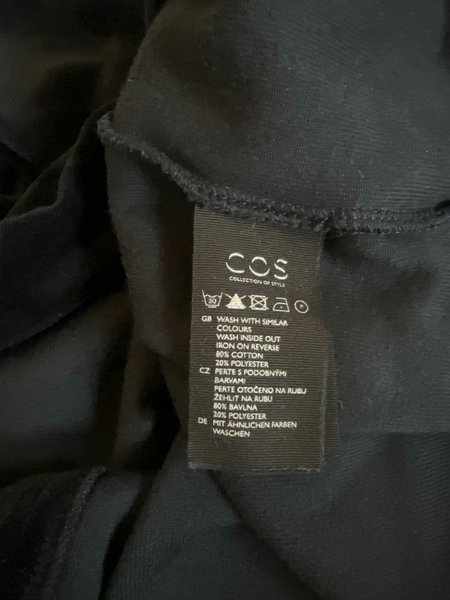 COS
COLLECTION OF STYLE
30
GB WASH WITH SIMILAR
COLOURS
WASH INSIDE OUT
IRON ON REVERSE
80% COTTON
20% POLYESTER
CZ PERTE S PODOBNÝMI
BARVAMI
PERTE OTOČENO NA RUBU
ŽEHLIT NA RUBU
80% BAVLNA
20% POLYESTER
DE MIT ÄHNLICHEN FARBEN
WASCHEN